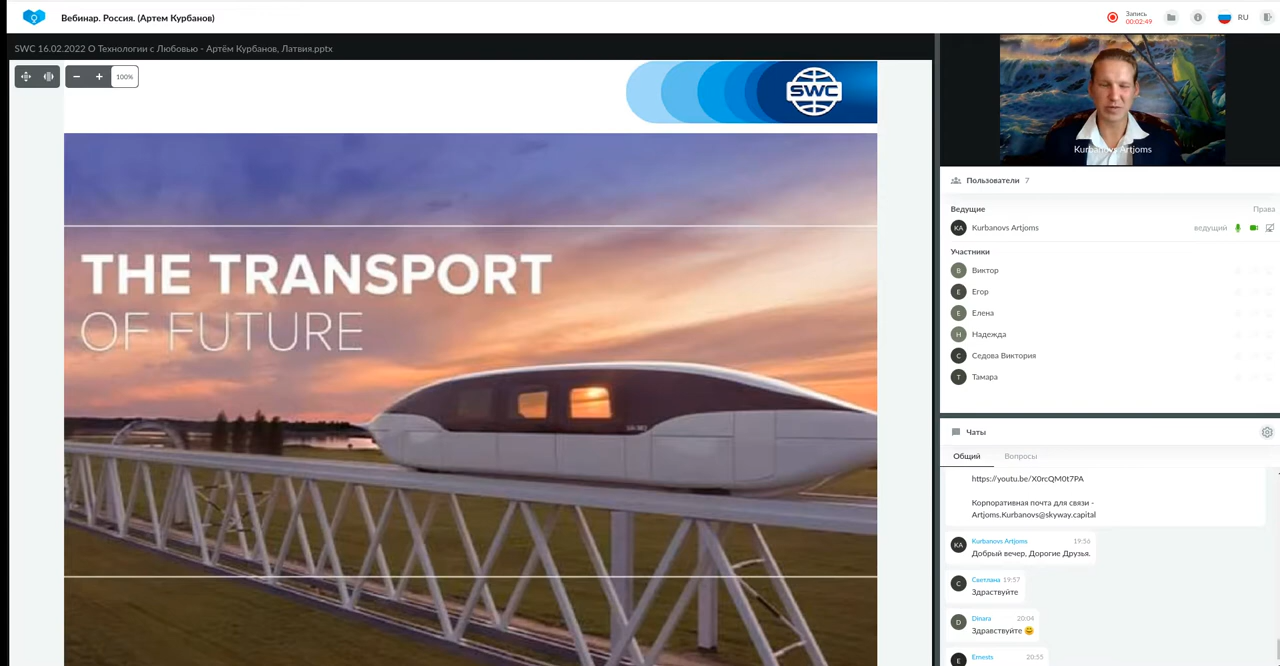 Вебинар. Россия. (Артем Курбанов)
Запись
00:02:49
RU
SWC 16.02.2022 О Технологии с Любовью - Артём Курбанов, Латвия.pptx
100%
SWC
THE TRANSPORT
OF FUTURE
Kurbanovs Artjoms
Пользователи 7
Ведущие Права
KA Kurbanovs Artjoms ведущий
Участники
В Виктор
Е Егор
Е Елена
Н Надежда
С Седова Виктория
Т Тамара
Чаты
Общий Вопросы
https://youtu.be/X0rcQM0t7PA
Корпоративная почта для связи -
Artjoms.Kurbanovs@skyway.capital
KA Kurbanovs Artjoms 19:56
Добрый вечер, Дорогие Друзья.
С Светлана 19:57
Здраствуйте
D Dinara 20:04
Здравствуйте 😊
E Ernests 20:55